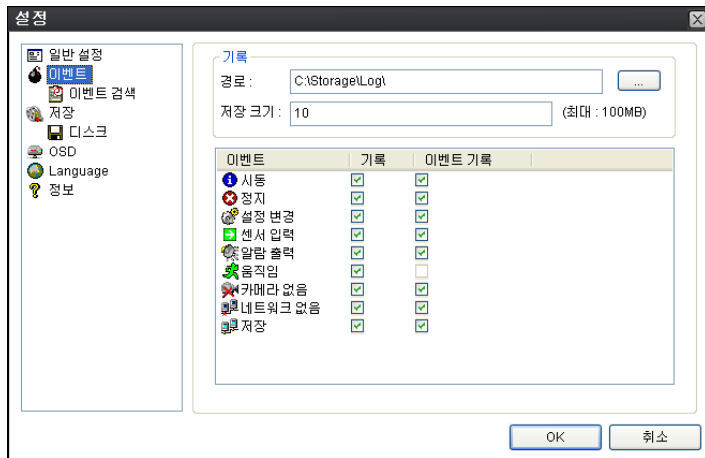 설정
일반 설정
이벤트
이벤트 검색
저장
디스크
OSD
Language
정보
기록
경로 : C:\Storage\Log\ ...
저장 크기 : 10 (최대 : 100MB)
이벤트 기록 이벤트 기록
시동
정지
설정 변경
센서 입력
알람 출력
움직임
카메라 없음
네트워크 없음
저장
OK 취소